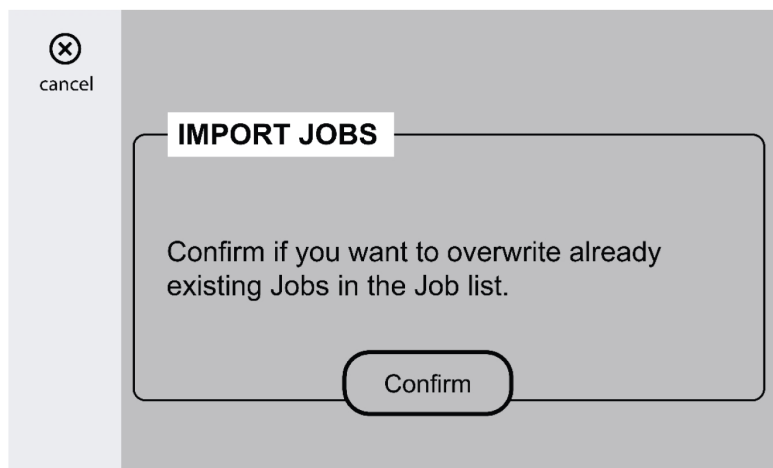 cancel
IMPORT JOBS
Confirm if you want to overwrite already
existing Jobs in the Job list.
Confirm